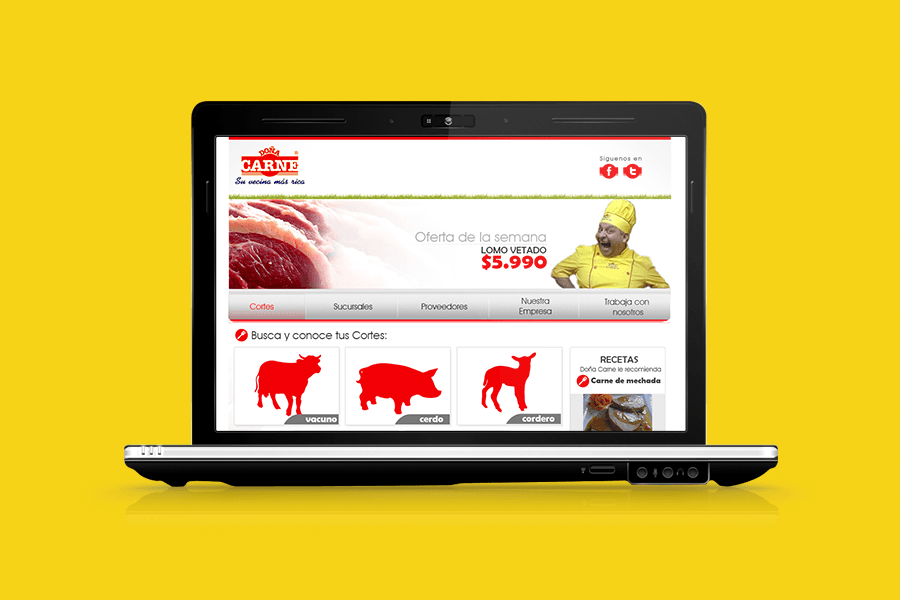 DOÑA
CARNE
Su vecina más rica
Síguenos en
Oferta de la semana
LOMO VETADO
$5.990
Cortes
Sucursales
Proveedores
Nuestra
Empresa
Trabaja con
nosotros
Busca y conoce tus Cortes:
vacuno
cerdo
cordero
RECETAS
Doña Carne le recomienda
Carne de mechada